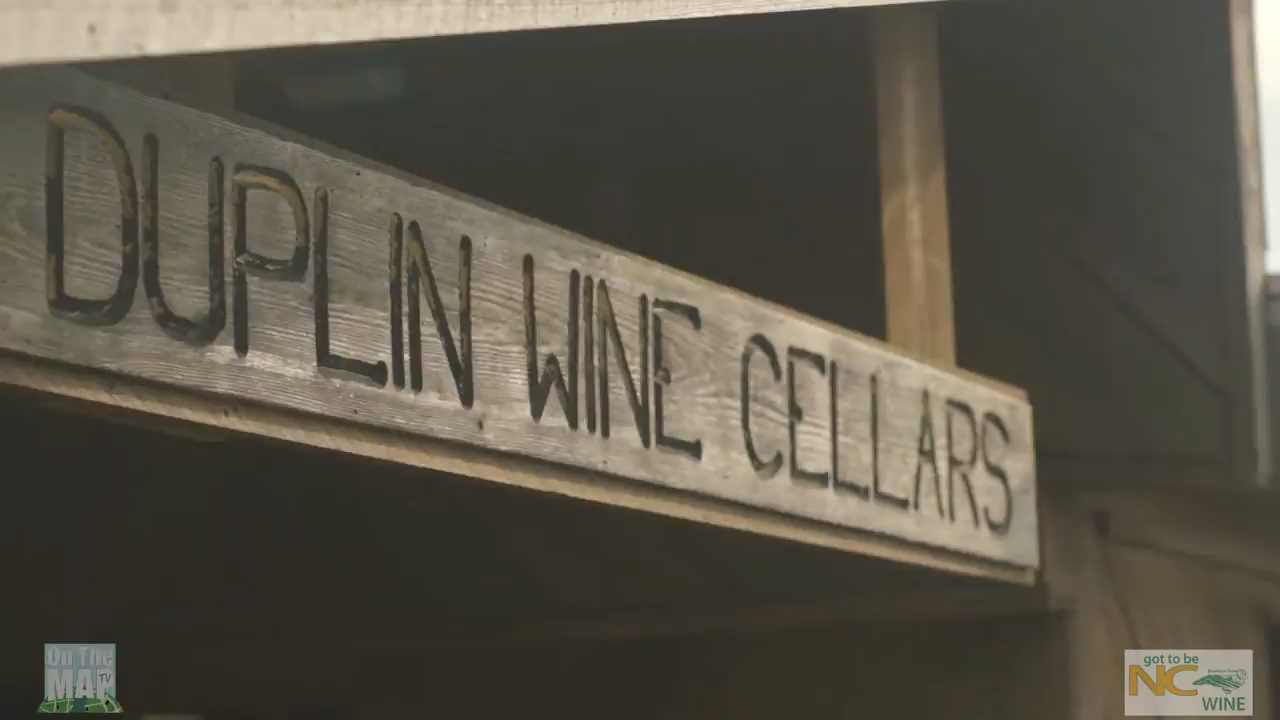 DUPLIN WINE CELLARS
On The
MAP TV
got to be
NC
WINE